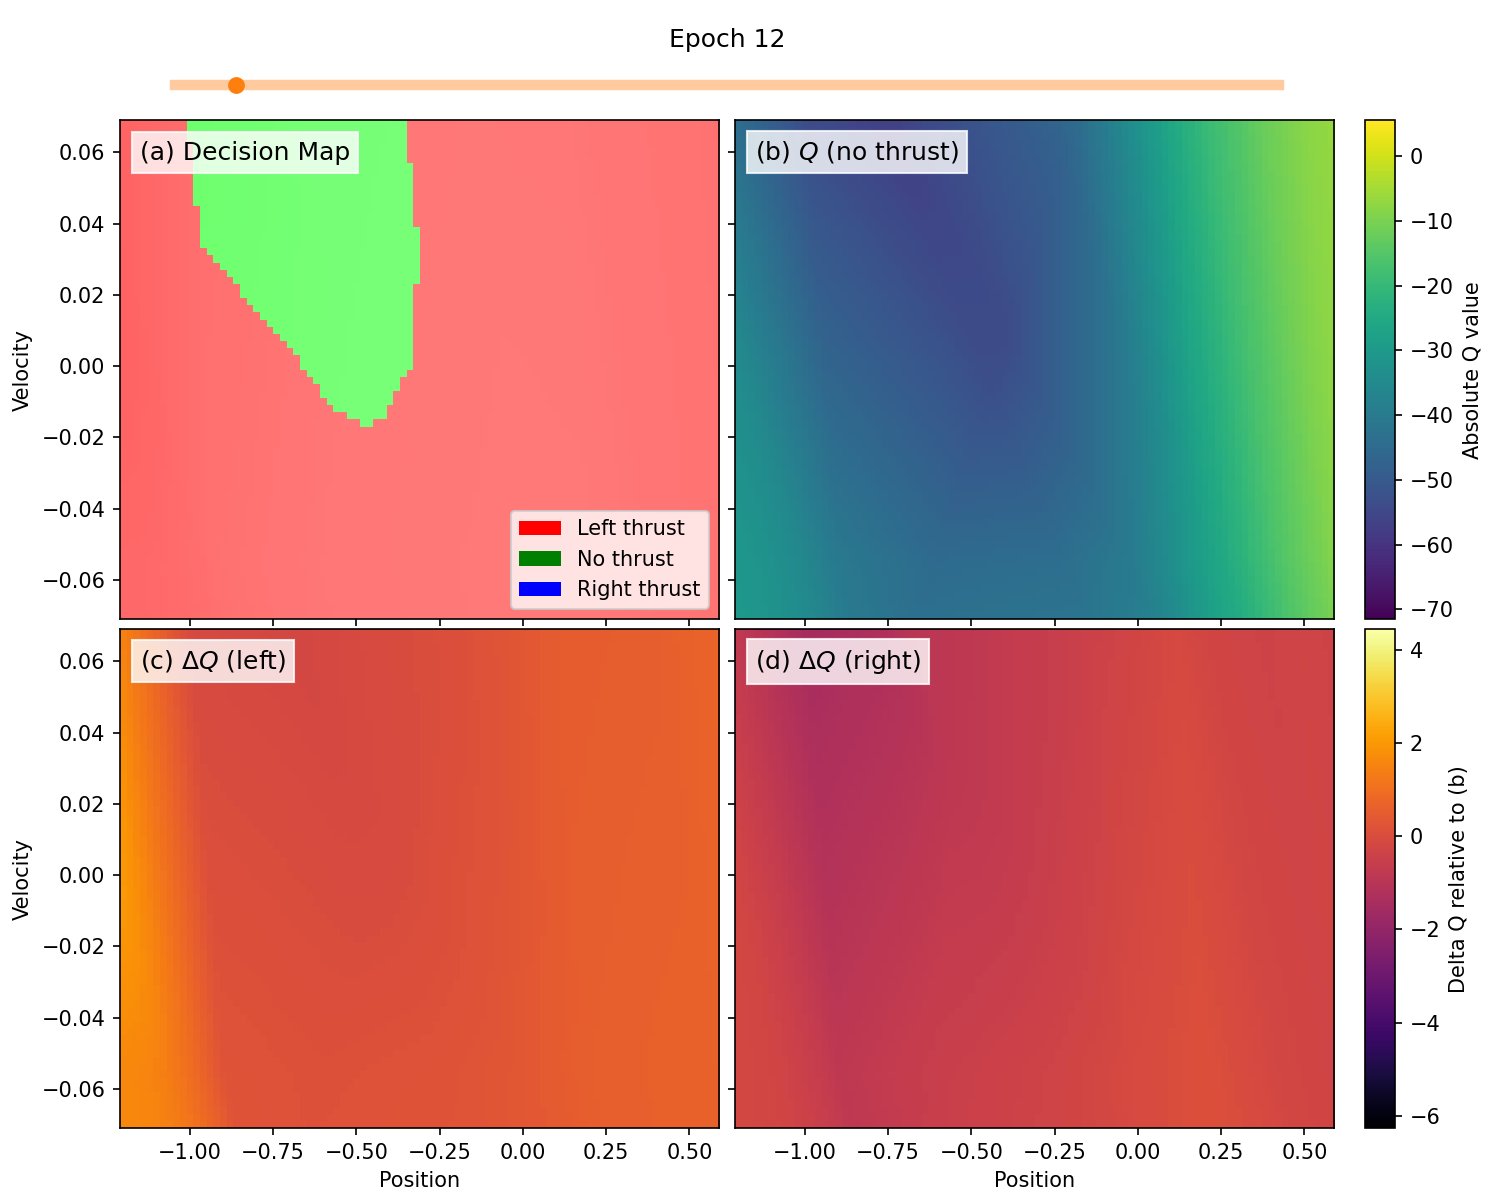 Epoch 12
(a) Decision Map
(b) Q (no thrust)
0.06
0.04
0.02
0.00
−0.02
−0.04
−0.06
Velocity
Left thrust
No thrust
Right thrust
0
−10
−20
−30
−40
−50
−60
−70
Absolute Q value
(c) ΔQ (left)
(d) ΔQ (right)
0.06
0.04
0.02
0.00
−0.02
−0.04
−0.06
Velocity
4
2
0
−2
−4
−6
Delta Q relative to (b)
−1.00 −0.75 −0.50 −0.25 0.00 0.25 0.50
Position
−1.00 −0.75 −0.50 −0.25 0.00 0.25 0.50
Position